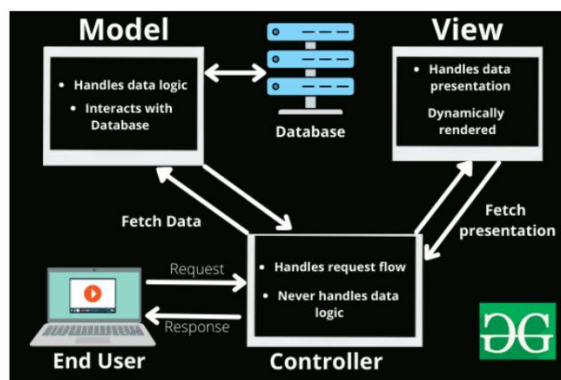 Model
View
• Handles data logic
• Interacts with
Database
Database
• Handles data
presentation
Dynamically
rendered
Fetch Data
Fetch
presentation
Request
Response
• Handles request flow
• Never handles data
logic
End User
Controller